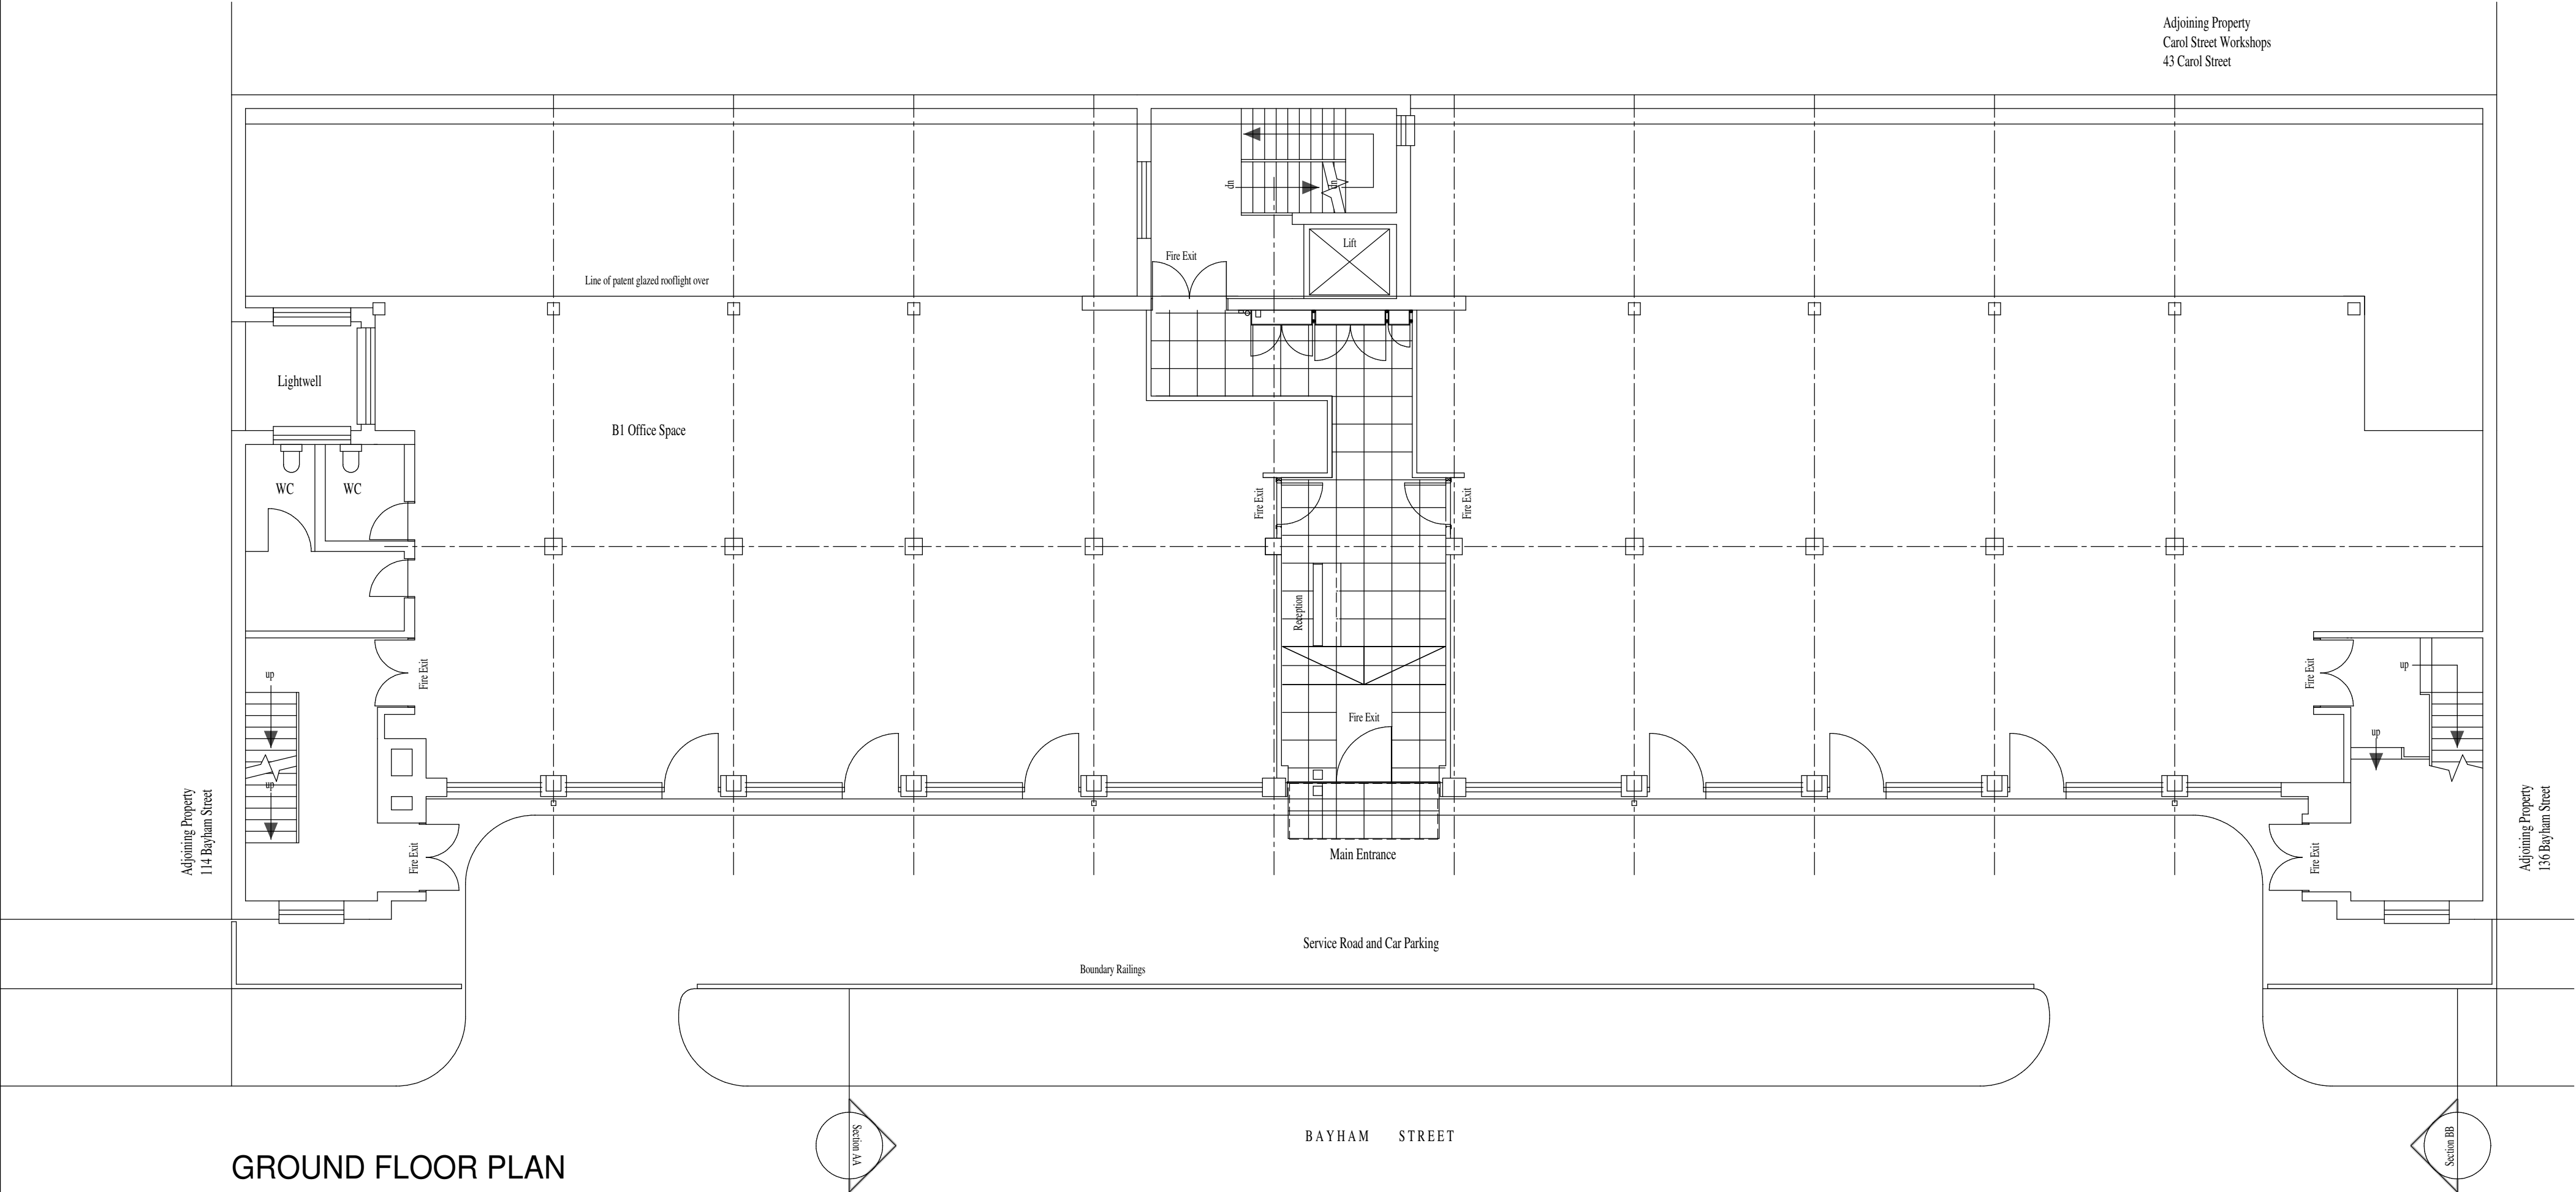 Adjoining Property
Carol Street Workshops
43 Carol Street
dn
dn
Lift
Fire Exit
Line of patent glazed rooflight over
Lightwell
B1 Office Space
WC
WC
Fire Exit
Fire Exit
Reception
up
Fire Exit
Fire Exit
up
Fire Exit
up
up
Adjoining Property
114 Bayham Street
Adjoining Property
136 Bayham Street
Fire Exit
Main Entrance
Fire Exit
Service Road and Car Parking
Boundary Railings
BAYHAM STREET
Section AA
Section BB
GROUND FLOOR PLAN